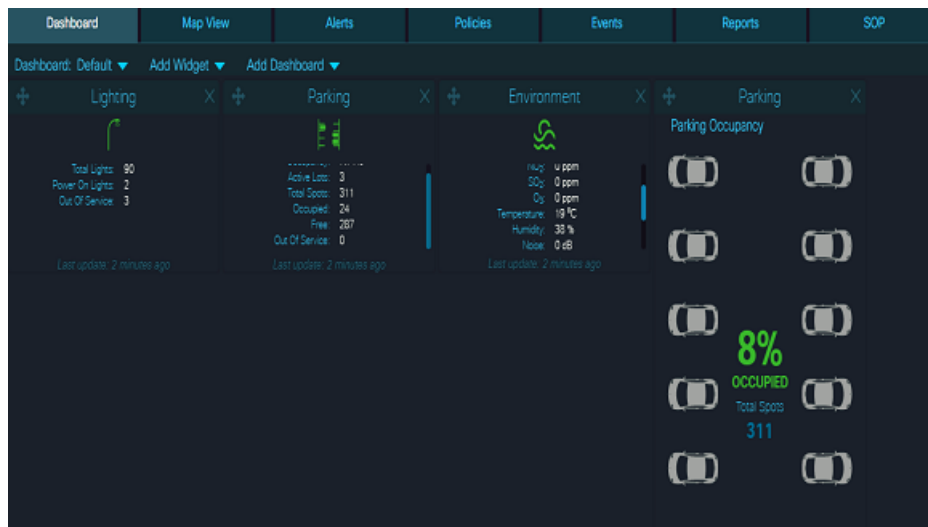 Dashboard Map View Alerts Policies Events Reports SOP
Dashboard: Default Add Widget Add Dashboard
Lighting X
Total Lights: 90
Power On Lights: 2
Out Of Service: 3
Last update: 2 minutes ago
Parking X
Active Lots: 3
Total Spots: 311
Occupied: 24
Free: 287
Out Of Service: 0
Last update: 2 minutes ago
Environment X
NO₂: 0 ppm
SO₂: 0 ppm
O₃: 0 ppm
Temperature: 19 °C
Humidity: 38 %
Noise: 0 dB
Last update: 2 minutes ago
Parking X
Parking Occupancy
8%
OCCUPIED
Total Spots
311